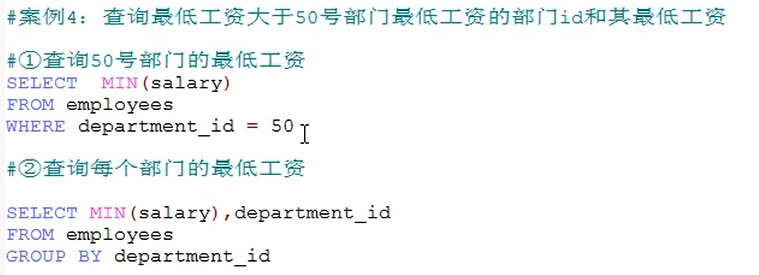 #案例4：查询最低工资大于50号部门最低工资的部门id和其最低工资
#①查询50号部门的最低工资
SELECT  MIN(salary)
FROM employees
WHERE department_id = 50
#②查询每个部门的最低工资
SELECT MIN(salary),department_id
FROM employees
GROUP BY department_id